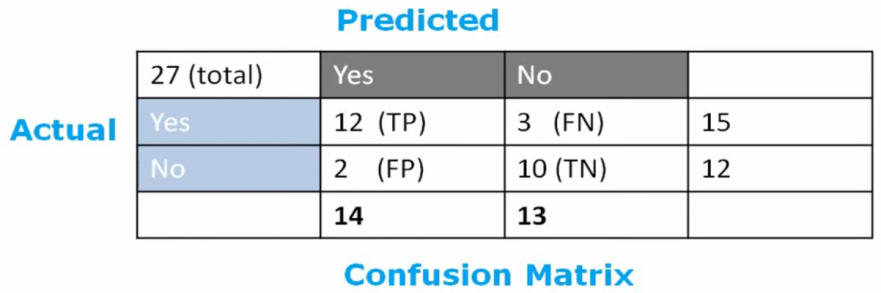 Predicted
27 (total) Yes No
Actual
Yes 12 (TP) 3 (FN) 15
No 2 (FP) 10 (TN) 12
14 13
Confusion Matrix